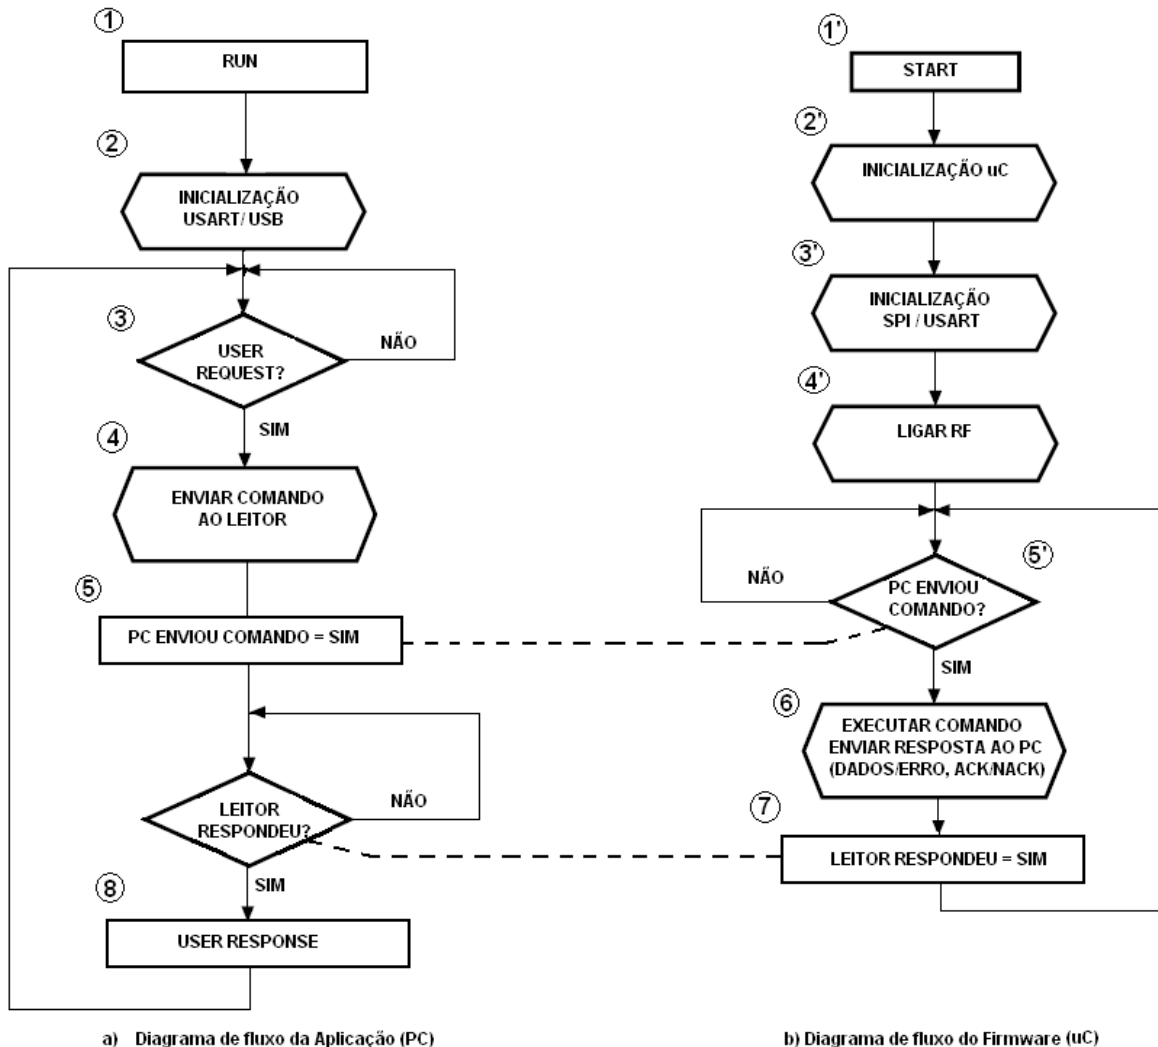 1
RUN
2
INICIALIZAÇÃO
USART/ USB
3
USER
REQUEST?
NÃO
SIM
4
ENVIAR COMANDO
AO LEITOR
5
PC ENVIOU COMANDO = SIM
LEITOR
RESPONDEU?
NÃO
SIM
8
USER RESPONSE
a) Diagrama de fluxo da Aplicação (PC)
1'
START
2'
INICIALIZAÇÃO uC
3'
INICIALIZAÇÃO
SPI / USART
4'
LIGAR RF
5'
NÃO
PC ENVIOU
COMANDO?
SIM
6
EXECUTAR COMANDO
ENVIAR RESPOSTA AO PC
(DADOS/ERRO, ACK/NACK)
7
LEITOR RESPONDEU = SIM
b) Diagrama de fluxo do Firmware (uC)